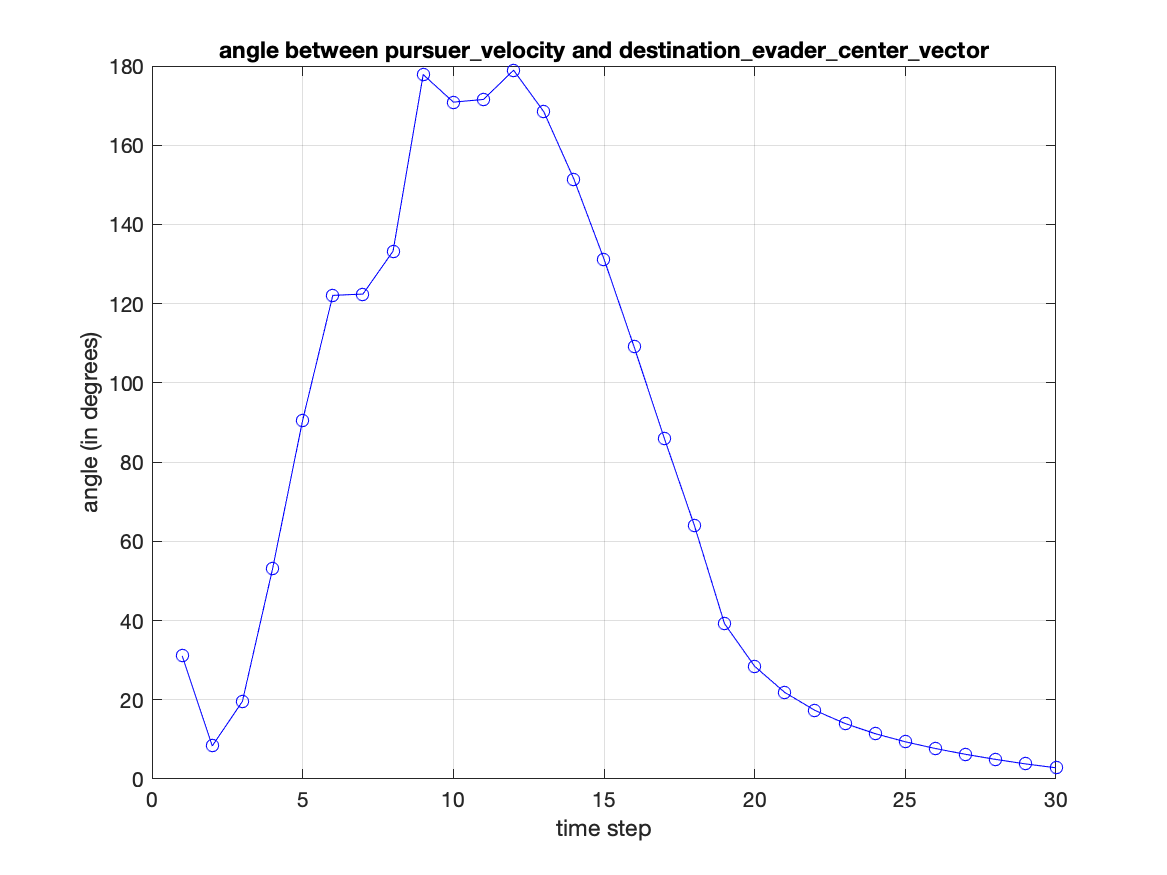 angle between pursuer_velocity and destination_evader_center_vector
180
160
140
120
100
80
60
40
20
0
angle (in degrees)
0 5 10 15 20 25 30
time step